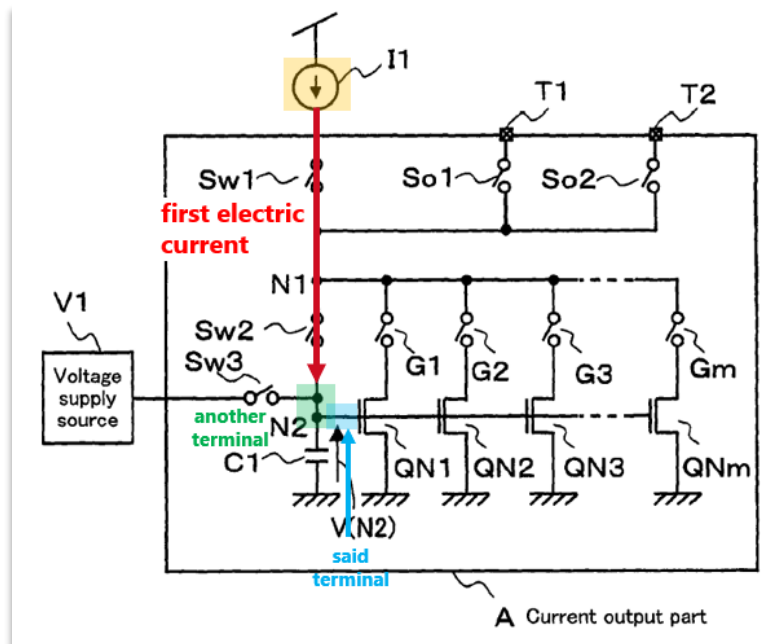 I1
T1
T2
Sw1
So1
So2
first electric
current
N1
V1
Sw2
Sw3
G1
G2
G3
Gm
Voltage
supply
source
another
terminal
N2
C1
QN1
QN2
QN3
QNm
V(N2)
said
terminal
A Current output part